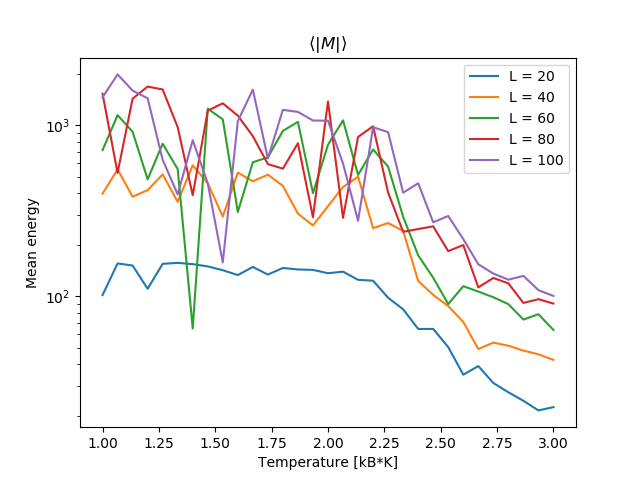 ⟨|M|⟩
Mean energy
10³
10²
1.00 1.25 1.50 1.75 2.00 2.25 2.50 2.75 3.00
Temperature [kB*K]
L = 20
L = 40
L = 60
L = 80
L = 100